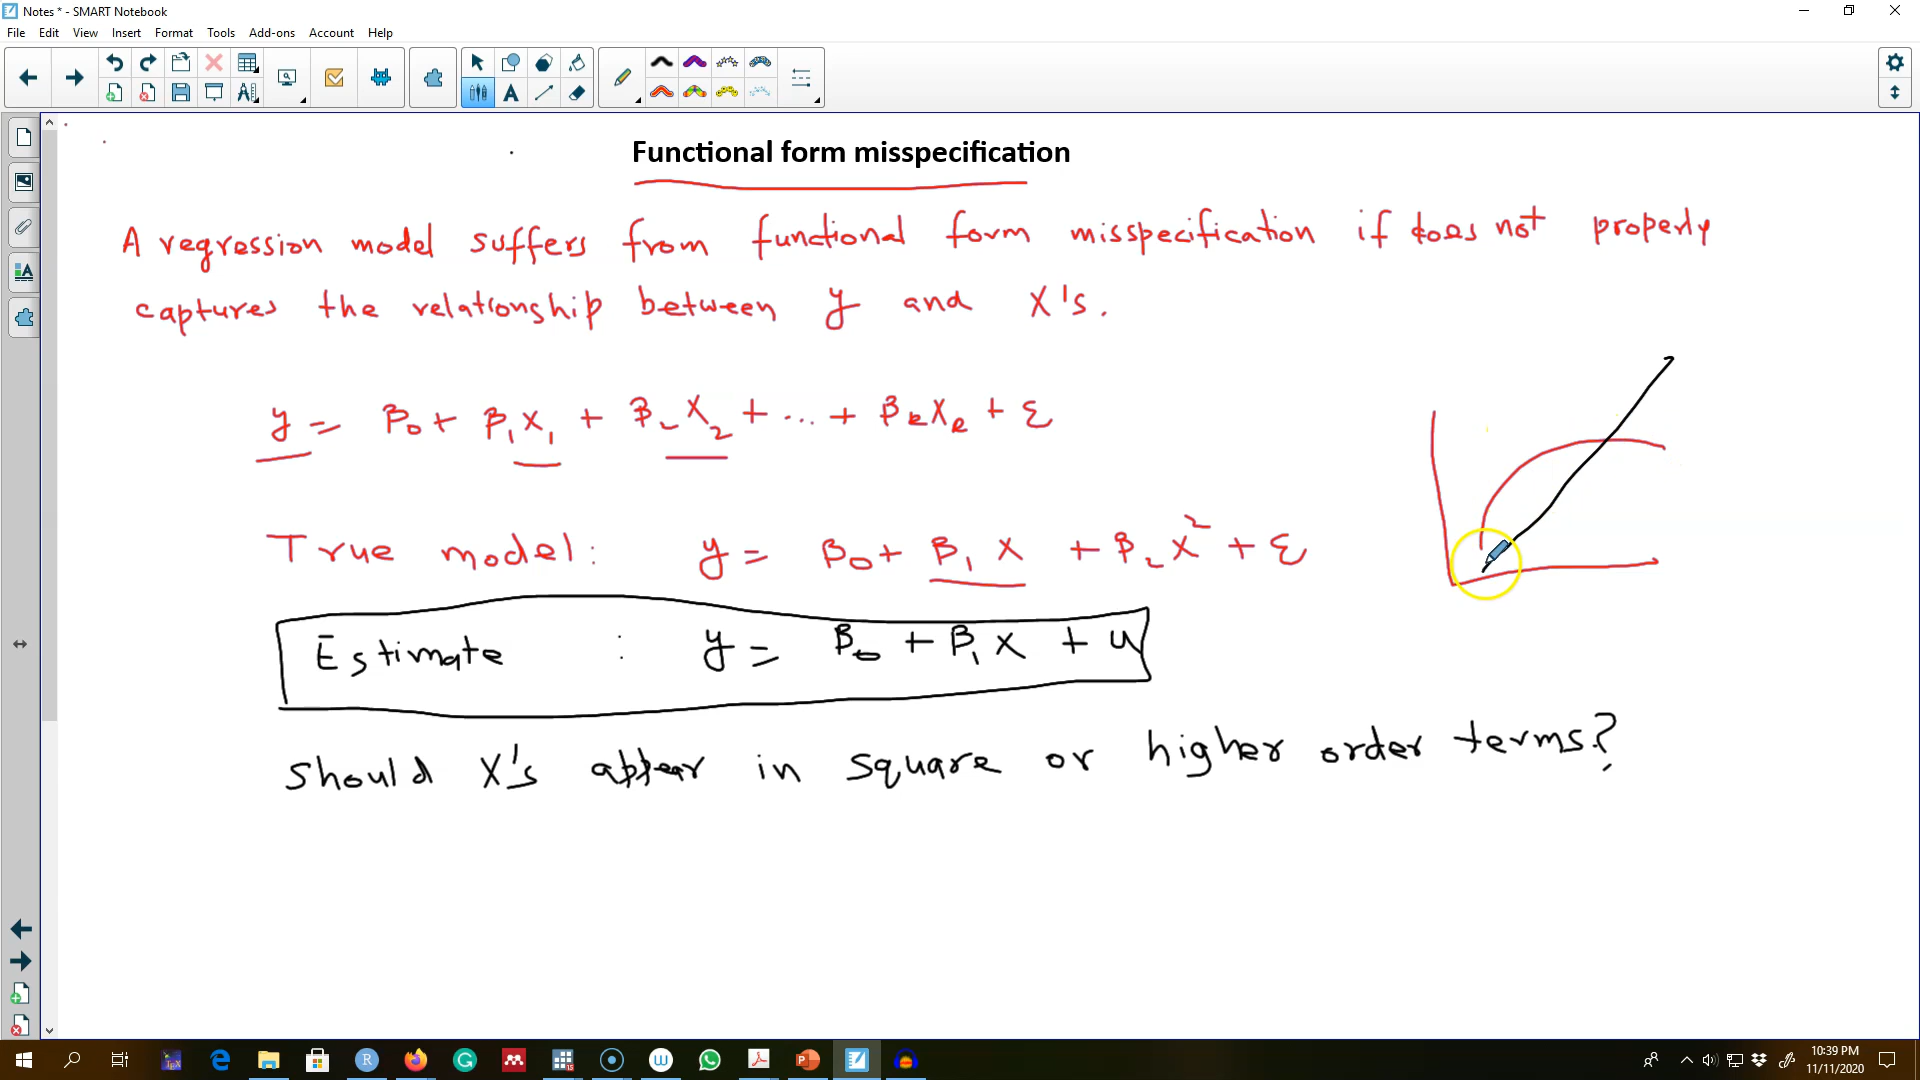 Notes * - SMART Notebook
File Edit View Insert Format Tools Add-ons Account Help
Functional form misspecification
A regression model suffers from functional form misspecification if does not properly
captures the relationship between y and X's.
y = β₀ + β₁X₁ + β₂X₂ + ... + βₖXₖ + ε
True model: y = β₀ + β₁X + β₂X² + ε
Estimate : y = β₀ + β₁X + u
should X's appear in square or higher order terms?
10:39 PM
11/11/2020